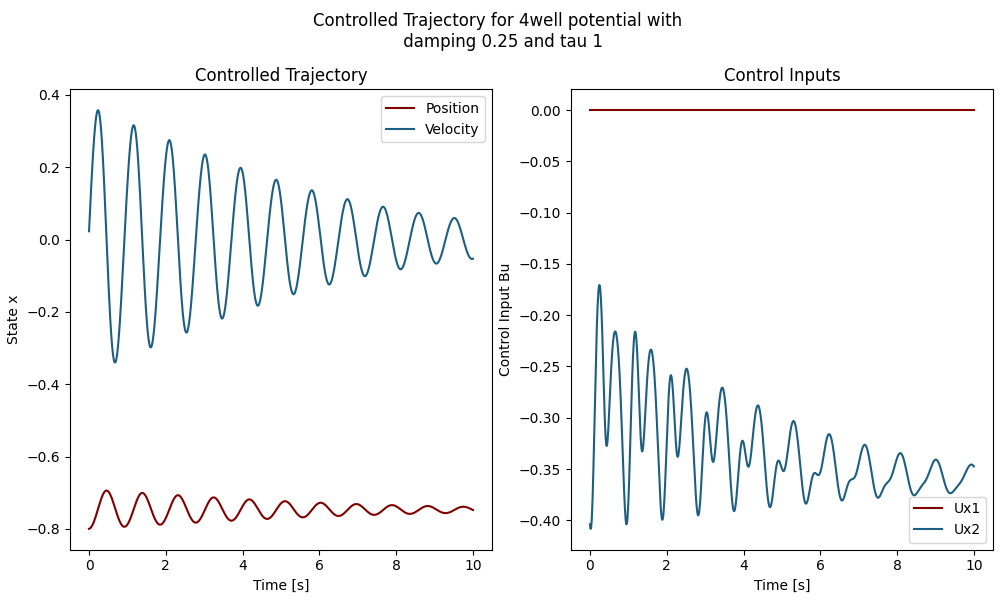 Controlled Trajectory for 4well potential with
damping 0.25 and tau 1
Controlled Trajectory
State x
0.4
0.2
0.0
−0.2
−0.4
−0.6
−0.8
Position
Velocity
0 2 4 6 8 10
Time [s]
Control Inputs
Control Input Bu
0.00
−0.05
−0.10
−0.15
−0.20
−0.25
−0.30
−0.35
−0.40
Ux1
Ux2
0 2 4 6 8 10
Time [s]